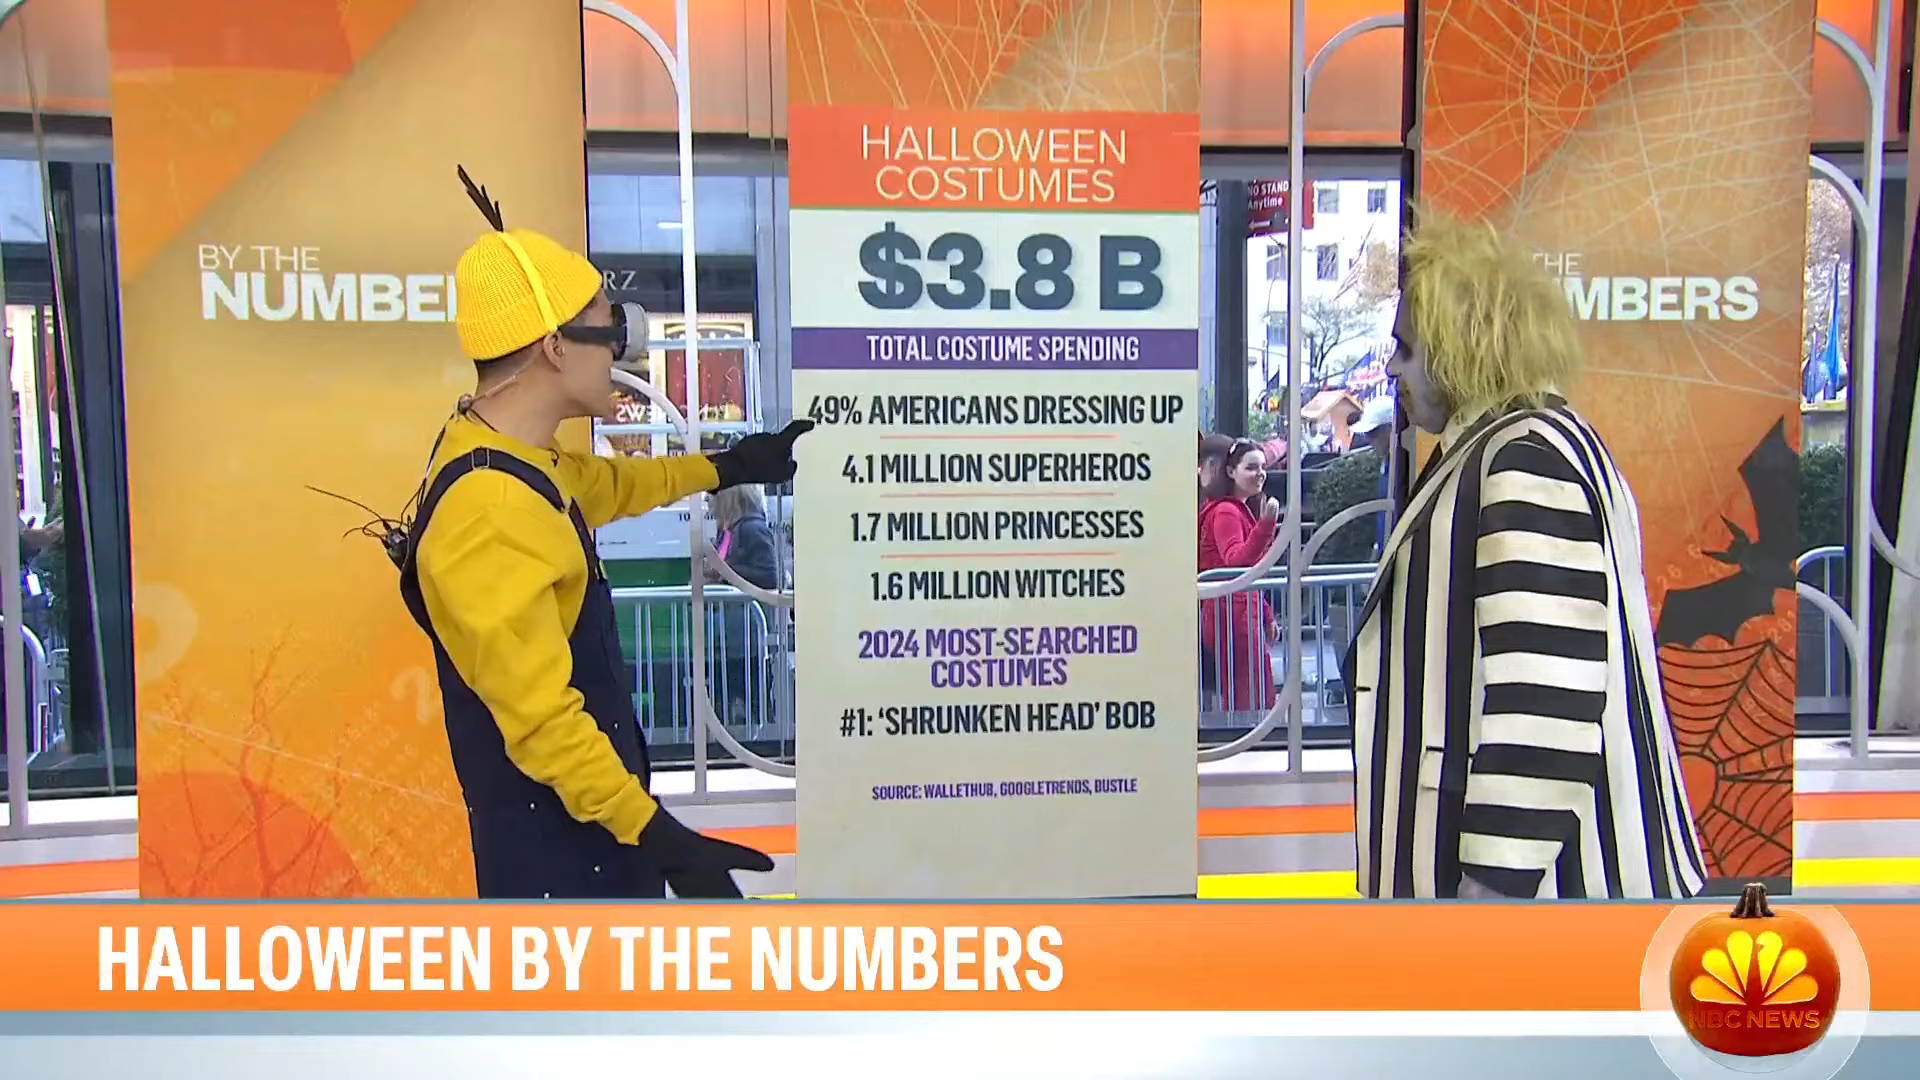 HALLOWEEN
COSTUMES
$3.8 B
TOTAL COSTUME SPENDING
49% AMERICANS DRESSING UP
4.1 MILLION SUPERHEROS
1.7 MILLION PRINCESSES
1.6 MILLION WITCHES
2024 MOST-SEARCHED
COSTUMES
#1: ‘SHRUNKEN HEAD’ BOB
SOURCE: WALLETHUB, GOOGLETRENDS, BUSTLE
BY THE
NUMBE
THE
MBERS
NO STAND
Anytime
RZ
HALLOWEEN BY THE NUMBERS
NBC NEWS